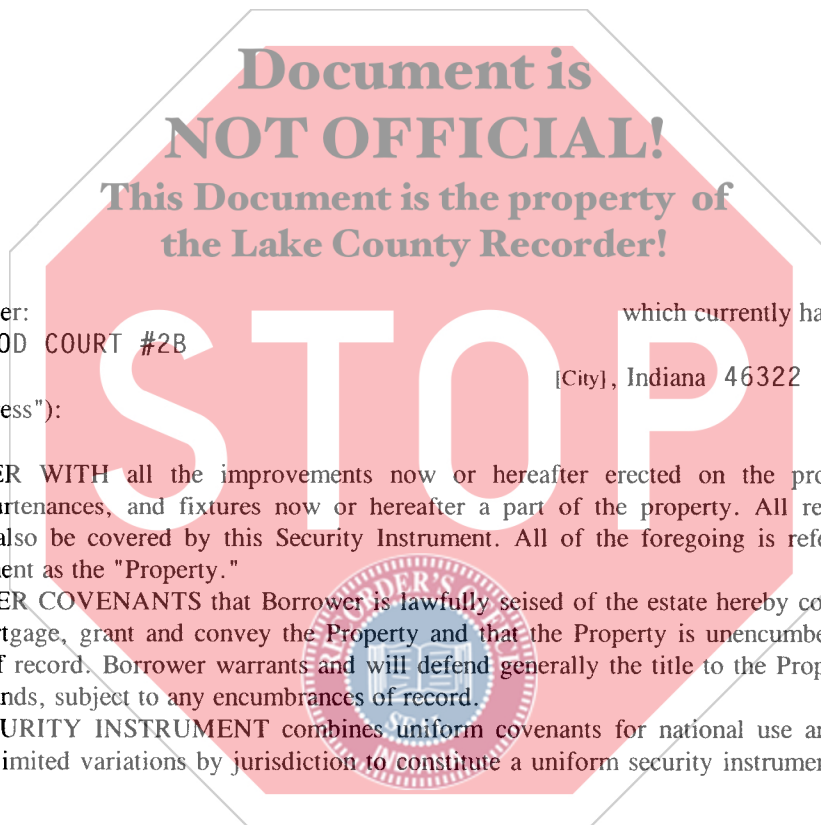 Document is
NOT OFFICIAL!
This Document is the property of
the Lake County Recorder!
STOP
er: which currently ha
OD COURT #2B
[City], Indiana 46322
ess"):
ER WITH all the improvements now or hereafter erected on the pro
urtenances, and fixtures now or hereafter a part of the property. All re
also be covered by this Security Instrument. All of the foregoing is refe
ent as the "Property."
ER COVENANTS that Borrower is lawfully seised of the estate hereby co
rtgage, grant and convey the Property and that the Property is unencumbe
f record. Borrower warrants and will defend generally the title to the Prop
nds, subject to any encumbrances of record.
URITY INSTRUMENT combines uniform covenants for national use an
imited variations by jurisdiction to constitute a uniform security instrumen
RECORDER'S OFFICE
SEAL
INDIANA